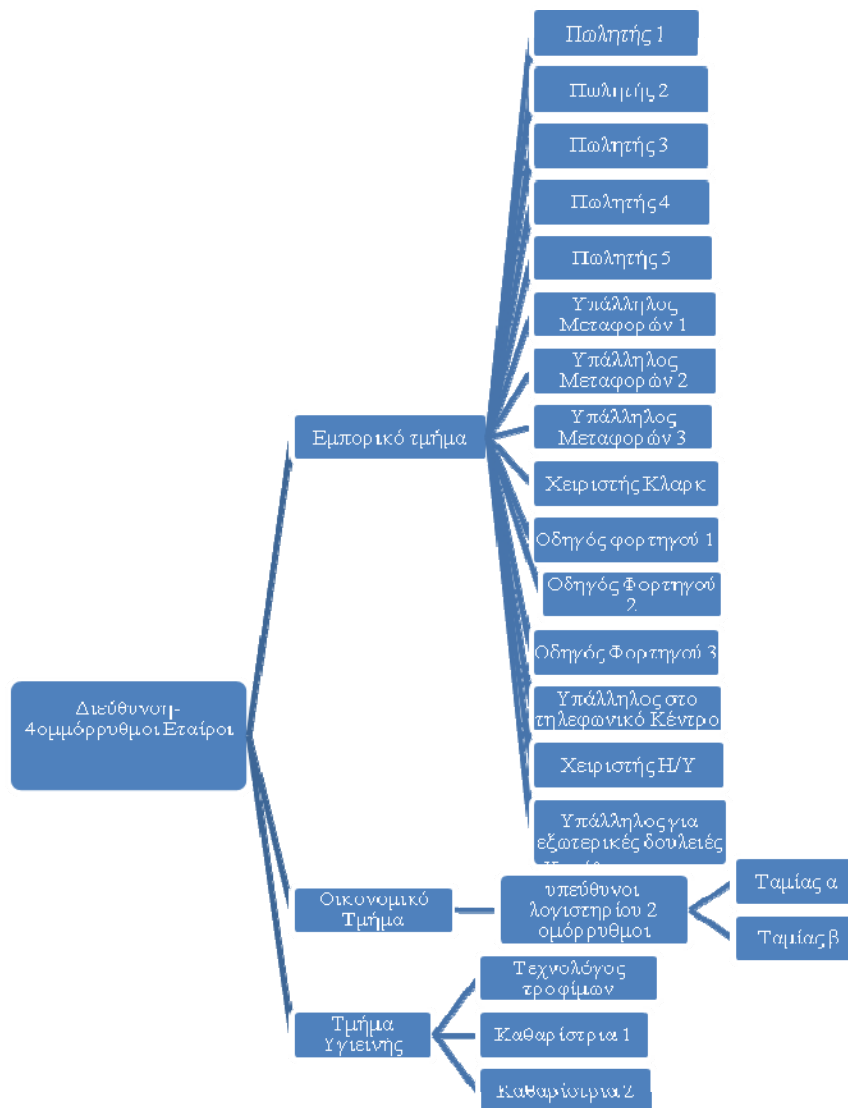 Πωλητής 1
Πωλητής 2
Πωλητής 3
Πωλητής 4
Πωλητής 5
Υπάλληλος
Μεταφορών 1
Υπάλληλος
Μεταφορών 2
Υπάλληλος
Μεταφορών 3
Εμπορικό τμήμα
Χειριστής Κλαρκ
Οδηγός φορτηγού 1
Οδηγός Φορτηγού
2
Οδηγός Φορτηγού 3
Διεύθυνση-
4ομμόρρυθμοι Εταίροι
Υπάλληλος στο
τηλεφωνικό Κέντρο
Χειριστής Η/Υ
Υπάλληλος για
εξωτερικές δουλειές
Οικονομικό
Τμήμα
υπεύθυνοι
λογιστηρίου 2
ομόρρυθμοι
Ταμίας α
Ταμίας β
Τμήμα
Υγιεινής
Τεχνολόγος
τροφίμων
Καθαρίστρια 1
Καθαρίστρια 2